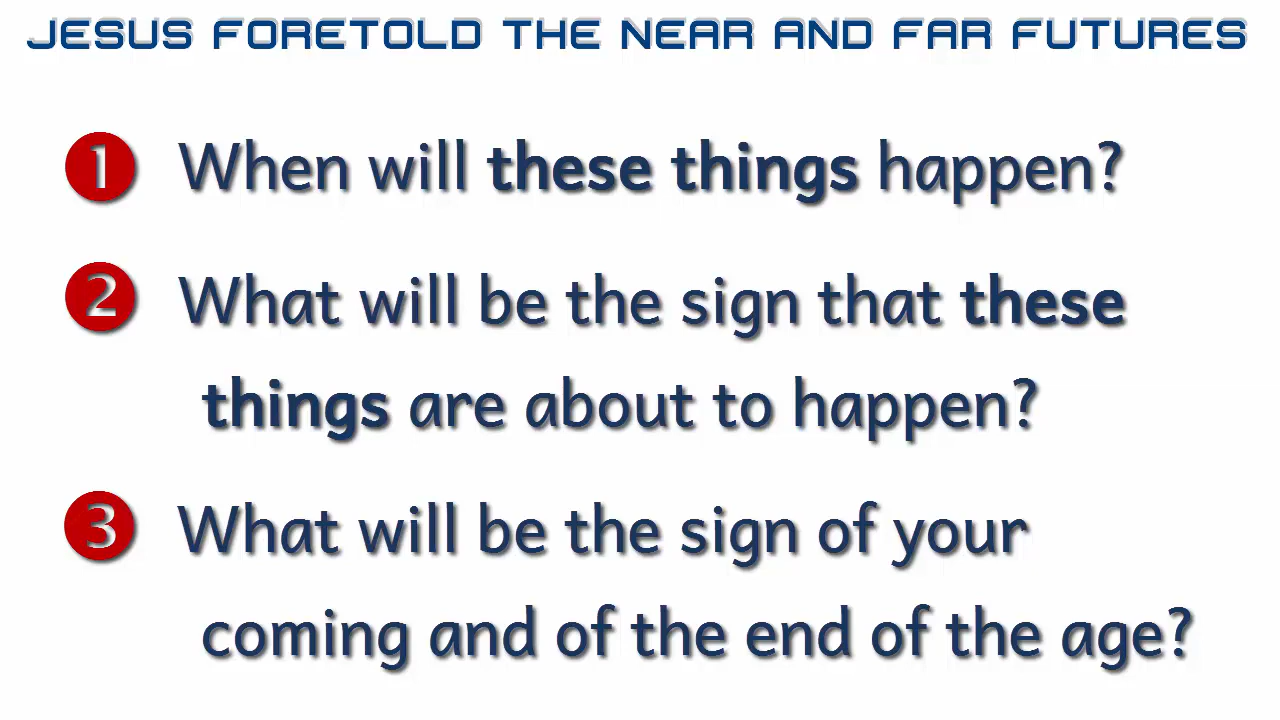 JESUS FORETOLD THE NEAR AND FAR FUTURES
1 When will these things happen?
2 What will be the sign that these
things are about to happen?
3 What will be the sign of your
coming and of the end of the age?